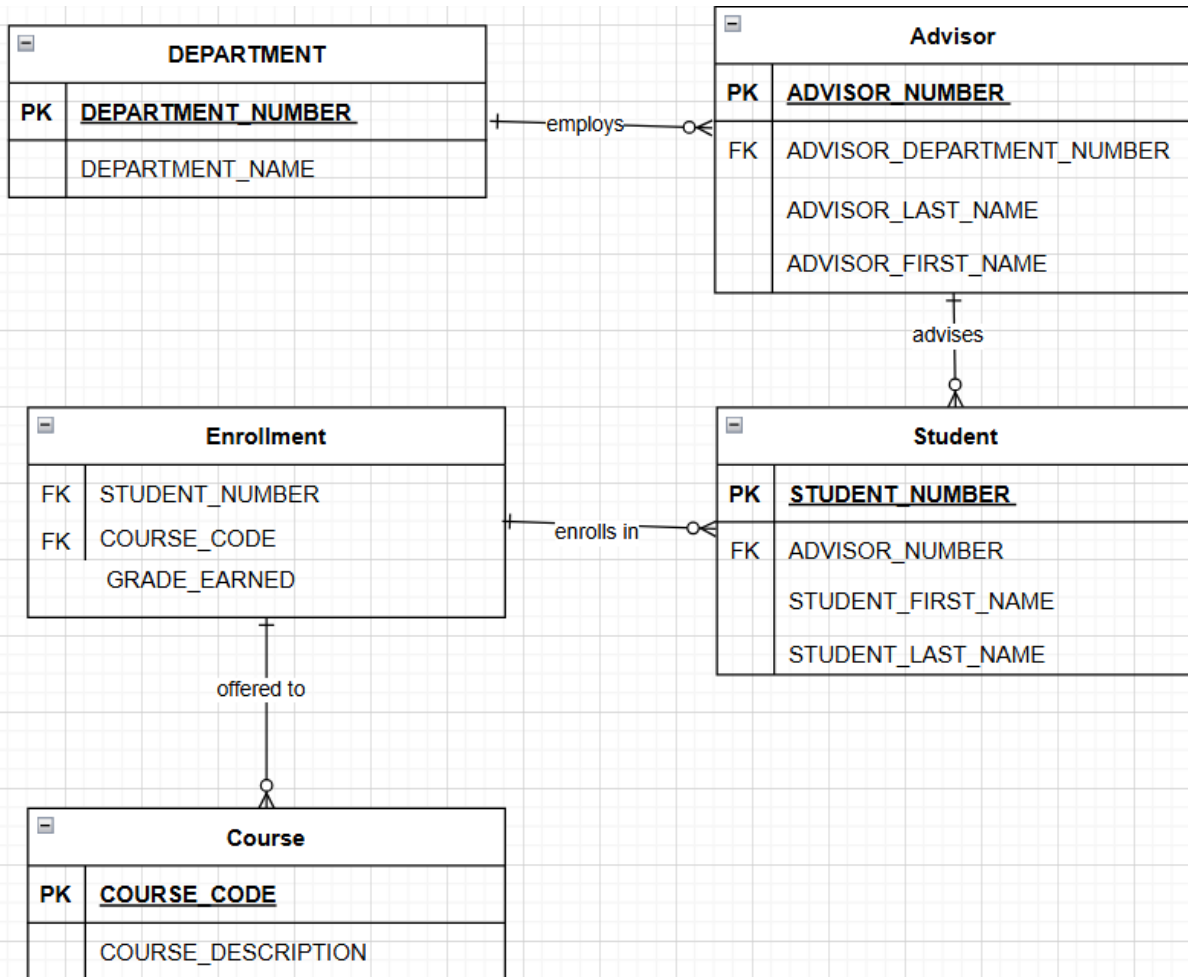 DEPARTMENT
PK DEPARTMENT_NUMBER
DEPARTMENT_NAME
employs
Advisor
PK ADVISOR_NUMBER
FK ADVISOR_DEPARTMENT_NUMBER
ADVISOR_LAST_NAME
ADVISOR_FIRST_NAME
advises
Enrollment
FK STUDENT_NUMBER
FK COURSE_CODE
GRADE_EARNED
enrolls in
Student
PK STUDENT_NUMBER
FK ADVISOR_NUMBER
STUDENT_FIRST_NAME
STUDENT_LAST_NAME
offered to
Course
PK COURSE_CODE
COURSE_DESCRIPTION